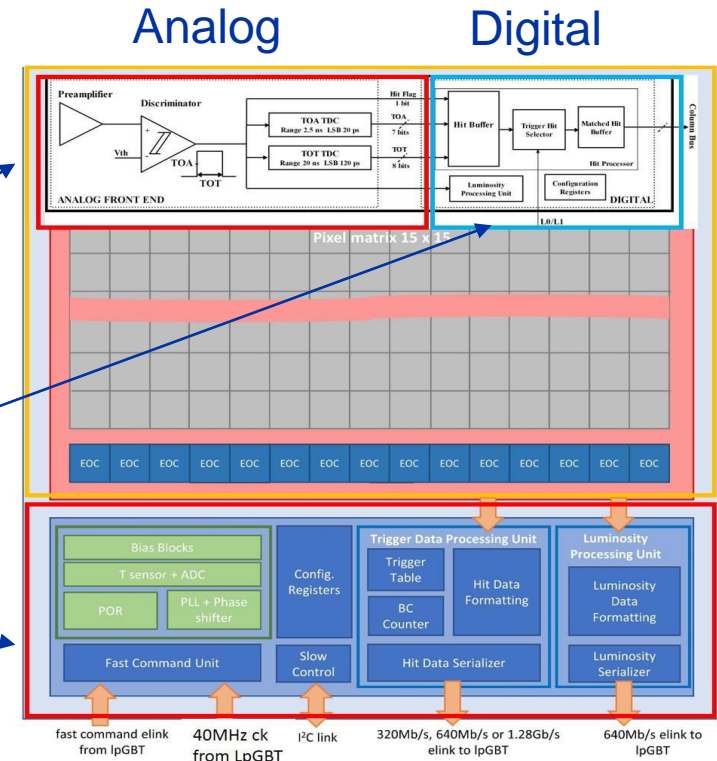 Analog Digital
Preamplifier
Discriminator
Vth
+
-
TOA
TOT
TOA TDC
Range 2.5 ns LSB 20 ps
TOT TDC
Range 20 ns LSB 120 ps
ANALOG FRONT END
Hit Flag
1 bit
TOA
7 bits
TOT
8 bits
Hit Buffer
Trigger Hit
Selector
Matched Hit
Buffer
Hit Processor
Luminosity
Processing Unit
Configuration
Registers
DIGITAL
L0/L1
Column Bus
Pixel matrix 15 x 15
EOC EOC EOC EOC EOC EOC EOC EOC EOC EOC EOC EOC EOC EOC
Bias Blocks
T sensor + ADC
POR
PLL + Phase
shifter
Config.
Registers
Fast Command Unit
Slow
Control
Trigger Data Processing Unit
Trigger
Table
BC
Counter
Hit Data
Formatting
Hit Data Serializer
Luminosity
Processing Unit
Luminosity
Data
Formatting
Luminosity
Serializer
fast command elink
from lpGBT
40MHz ck
from LpGBT
I²C link
320Mb/s, 640Mb/s or 1.28Gb/s
elink to lpGBT
640Mb/s elink to
lpGBT